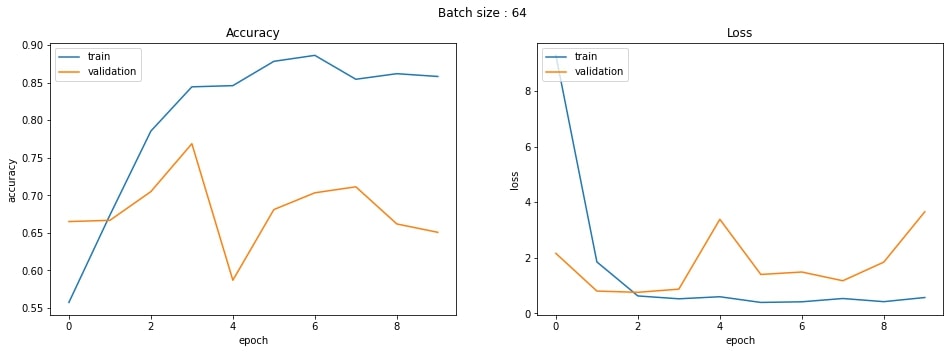 Batch size : 64
Accuracy
train
validation
0.90
0.85
0.80
0.75
0.70
0.65
0.60
0.55
accuracy
0 2 4 6 8
epoch
Loss
train
validation
8
6
4
2
0
loss
0 2 4 6 8
epoch